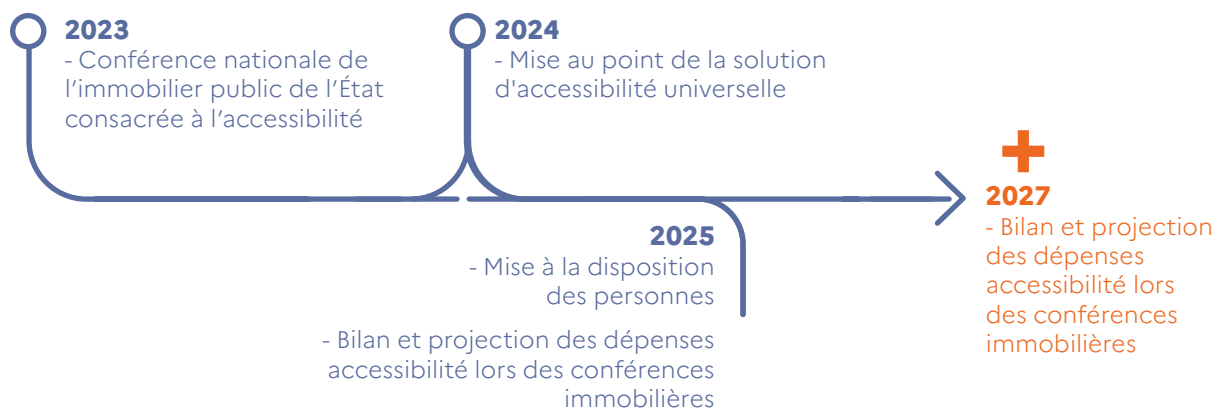 2023
- Conférence nationale de
l’immobilier public de l’État
consacrée à l’accessibilité
2024
- Mise au point de la solution
d'accessibilité universelle
2025
- Mise à la disposition
des personnes
- Bilan et projection des dépenses
accessibilité lors des conférences
immobilières
2027
- Bilan et projection
des dépenses
accessibilité lors
des conférences
immobilières